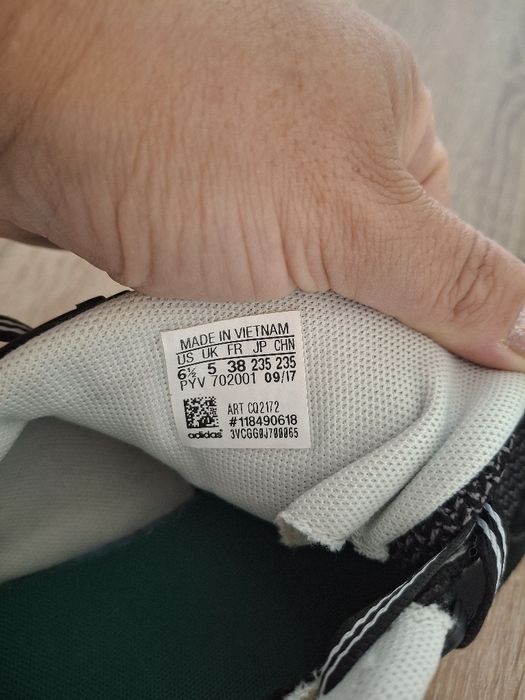 MADE IN VIETNAM
US UK FR JP CHN
6½ 5 38 235 235
PYV 702001 09/17
ART CQ2172
#118490618
adidas 3VCGG0J700065